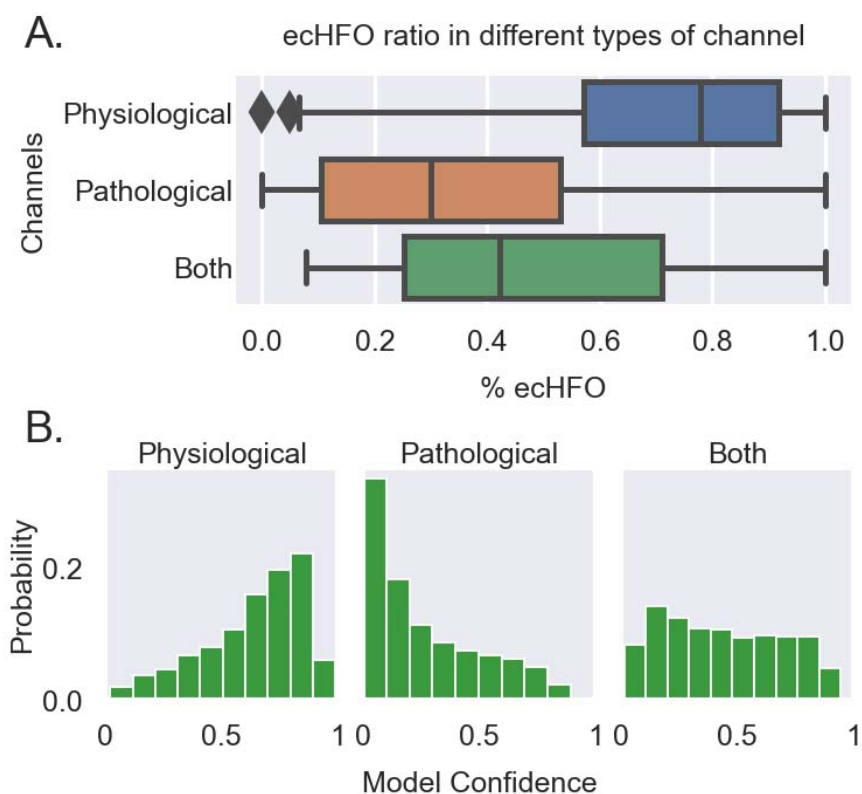 A.
ecHFO ratio in different types of channel
Channels
Physiological
Pathological
Both
0.0 0.2 0.4 0.6 0.8 1.0
% ecHFO
B.
Physiological Pathological Both
Probability
0.2
0.0
0 0.5 1 0 0.5 1 0 0.5 1
Model Confidence